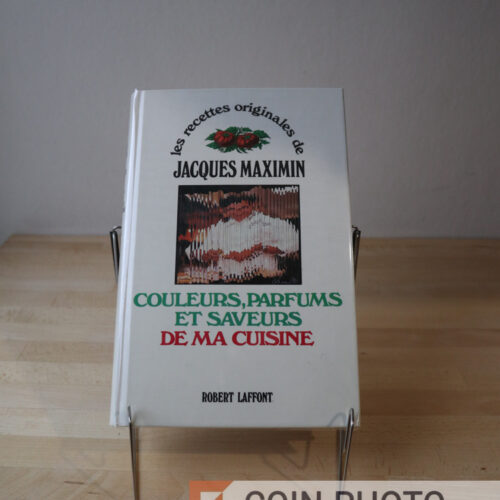 les recettes originales de
JACQUES MAXIMIN
COULEURS, PARFUMS
ET SAVEURS
DE MA CUISINE
ROBERT LAFFONT
COIN PHOTO